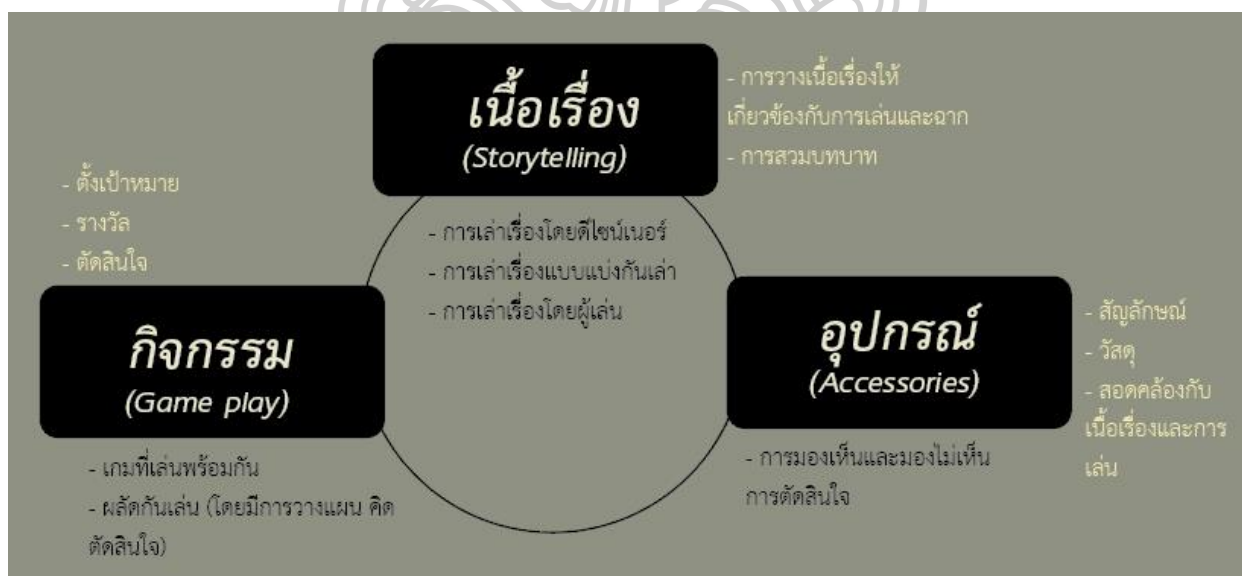 เนื้อเรื่อง
(Storytelling)
- การวางเนื้อเรื่องให้
เกี่ยวข้องกับการเล่นและฉาก
- การสวมบทบาท
- การเล่าเรื่องโดยดีไซน์เนอร์
- การเล่าเรื่องแบบแบ่งกันเล่า
- การเล่าเรื่องโดยผู้เล่น
- ตั้งเป้าหมาย
- รางวัล
- ตัดสินใจ
กิจกรรม
(Game play)
- เกมที่เล่นพร้อมกัน
- ผลัดกันเล่น (โดยมีการวางแผน คิด
ตัดสินใจ)
อุปกรณ์
(Accessories)
- สัญลักษณ์
- วัสดุ
- สอดคล้องกับ
เนื้อเรื่องและการ
เล่น
- การมองเห็นและมองไม่เห็น
การตัดสินใจ